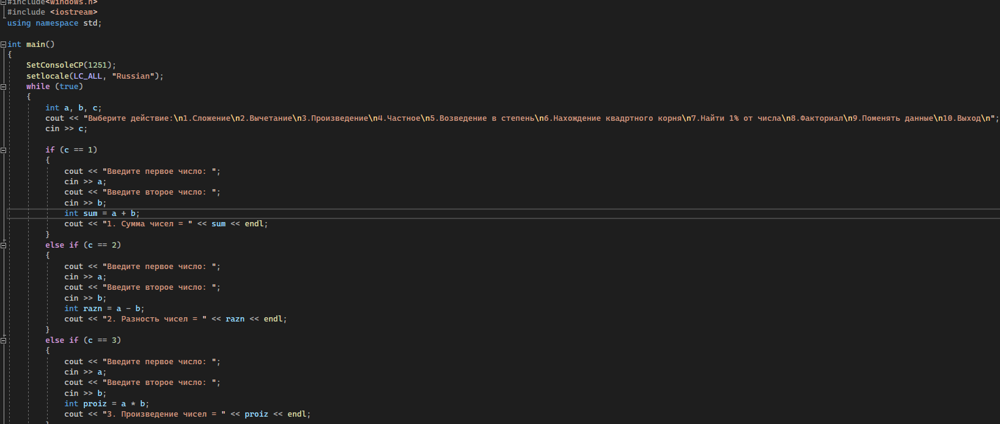 #include<windows.h>
#include <iostream>
using namespace std;
int main()
{
SetConsoleCP(1251);
setlocale(LC_ALL, "Russian");
while (true)
{
int a, b, c;
cout << "Выберите действие:\n1.Сложение\n2.Вычетание\n3.Произведение\n4.Частное\n5.Возведение в степень\n6.Нахождение квадртного корня\n7.Найти 1% от числа\n8.Факториал\n9.Поменять данные\n10.Выход\n";
cin >> c;
if (c == 1)
{
cout << "Введите первое число: ";
cin >> a;
cout << "Введите второе число: ";
cin >> b;
int sum = a + b;
cout << "1. Сумма чисел = " << sum << endl;
}
else if (c == 2)
{
cout << "Введите первое число: ";
cin >> a;
cout << "Введите второе число: ";
cin >> b;
int razn = a - b;
cout << "2. Разность чисел = " << razn << endl;
}
else if (c == 3)
{
cout << "Введите первое число: ";
cin >> a;
cout << "Введите второе число: ";
cin >> b;
int proiz = a * b;
cout << "3. Произведение чисел = " << proiz << endl;
}